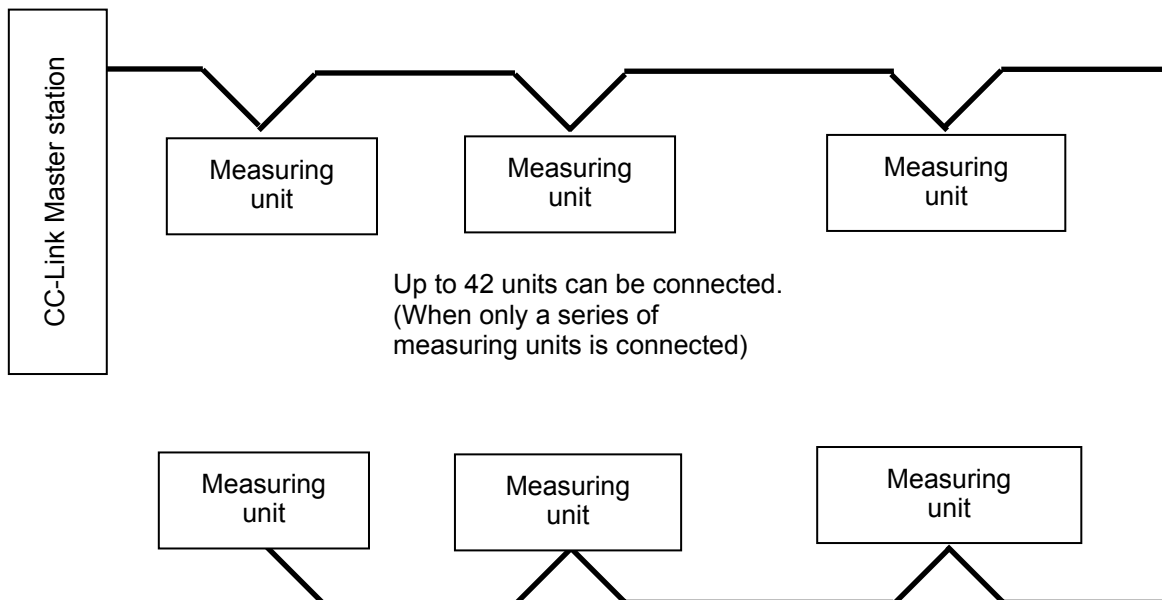 CC-Link Master station
Measuring
unit
Measuring
unit
Measuring
unit
Up to 42 units can be connected.
(When only a series of
measuring units is connected)
Measuring
unit
Measuring
unit
Measuring
unit